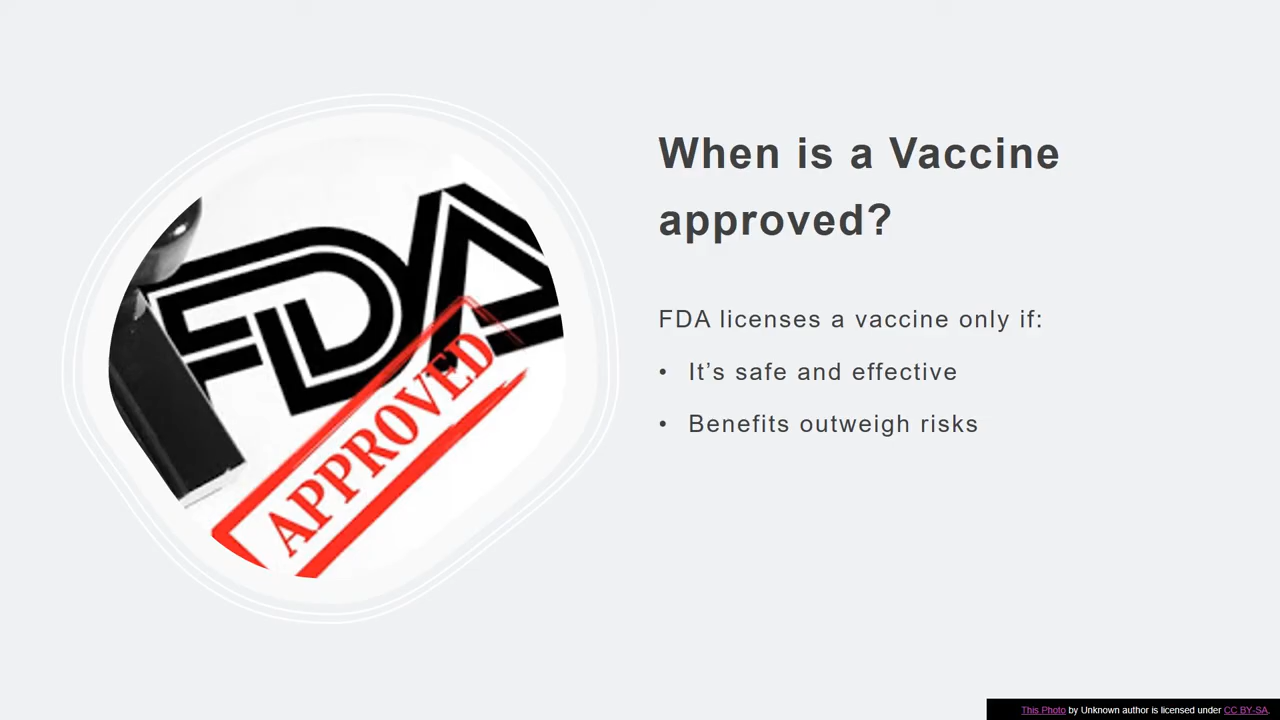 FDA
APPROVED
When is a Vaccine
approved?
FDA licenses a vaccine only if:
• It’s safe and effective
• Benefits outweigh risks
This Photo by Unknown author is licensed under CC BY-SA.